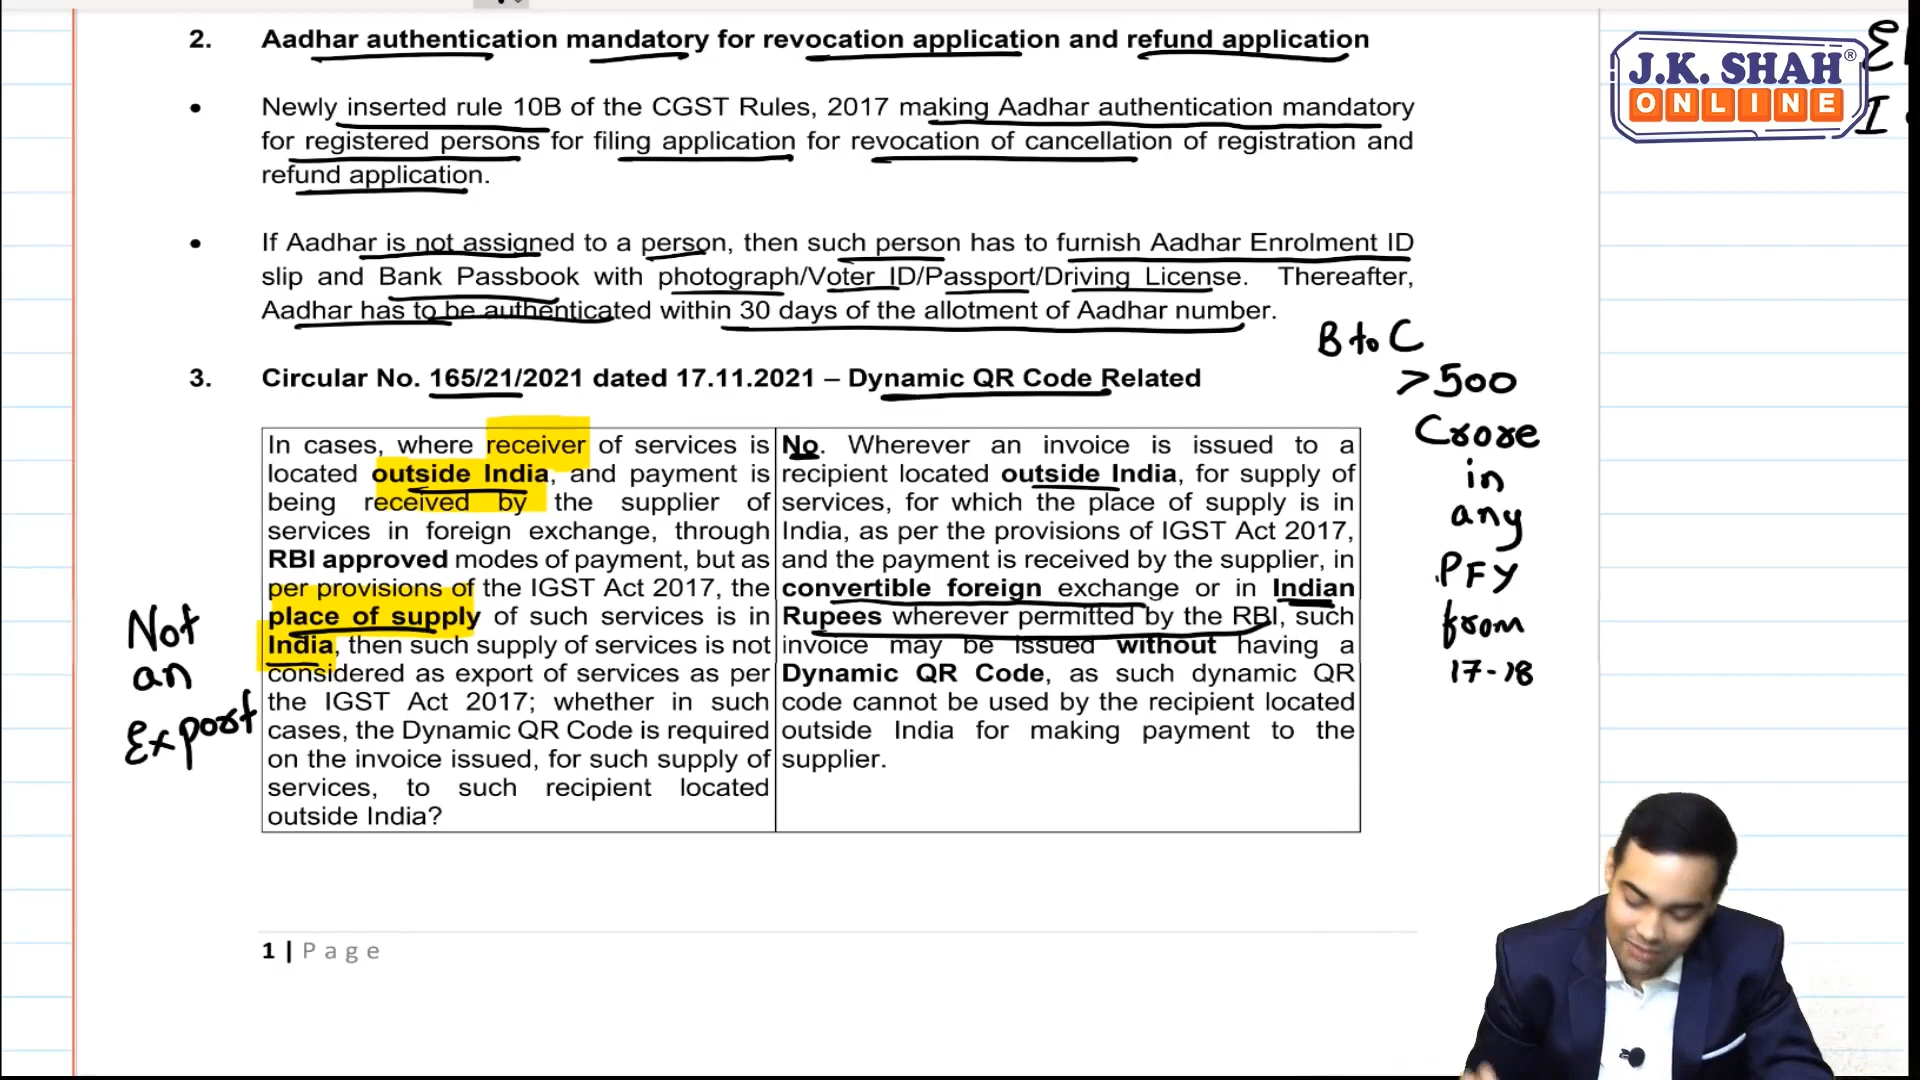 2. Aadhar authentication mandatory for revocation application and refund application
J.K. SHAH®
ONLINE
• Newly inserted rule 10B of the CGST Rules, 2017 making Aadhar authentication mandatory
for registered persons for filing application for revocation of cancellation of registration and
refund application.
• If Aadhar is not assigned to a person, then such person has to furnish Aadhar Enrolment ID
slip and Bank Passbook with photograph/Voter ID/Passport/Driving License. Thereafter,
Aadhar has to be authenticated within 30 days of the allotment of Aadhar number.
3. Circular No. 165/21/2021 dated 17.11.2021 – Dynamic QR Code Related
In cases, where receiver of services is
located outside India, and payment is
being received by the supplier of
services in foreign exchange, through
RBI approved modes of payment, but as
per provisions of the IGST Act 2017, the
place of supply of such services is in
India, then such supply of services is not
considered as export of services as per
the IGST Act 2017; whether in such
cases, the Dynamic QR Code is required
on the invoice issued, for such supply of
services, to such recipient located
outside India?
No. Wherever an invoice is issued to a
recipient located outside India, for supply of
services, for which the place of supply is in
India, as per the provisions of IGST Act 2017,
and the payment is received by the supplier, in
convertible foreign exchange or in Indian
Rupees wherever permitted by the RBI, such
invoice may be issued without having a
Dynamic QR Code, as such dynamic QR
code cannot be used by the recipient located
outside India for making payment to the
supplier.
Not
an
Export
B to C
>500
Crore
in
any
PFY
from
17-18
1 | Page